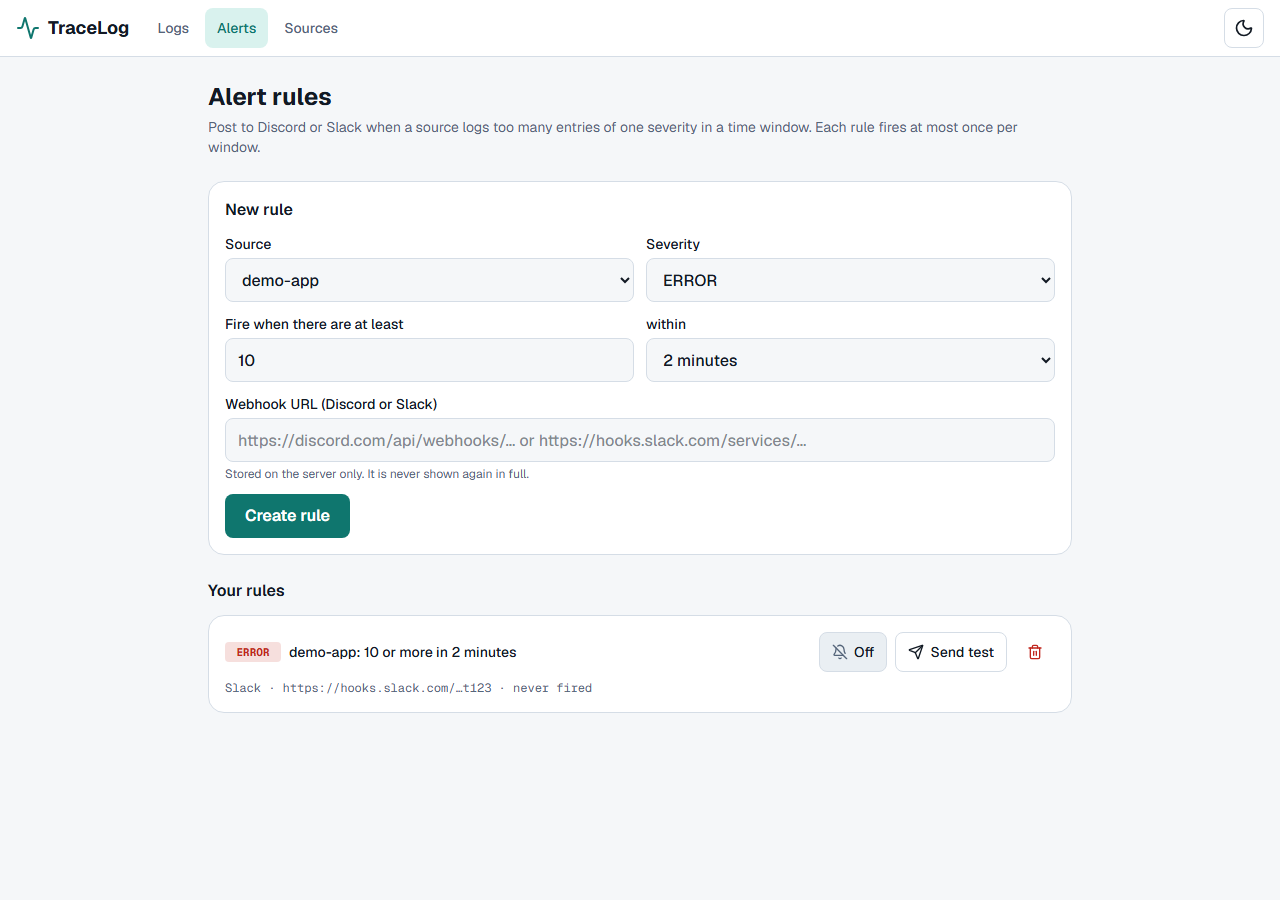 TraceLog
Logs
Alerts
Sources
Alert rules
Post to Discord or Slack when a source logs too many entries of one severity in a time window. Each rule fires at most once per
window.
New rule
Source
Severity
demo-app
ERROR
Fire when there are at least
within
10
2 minutes
Webhook URL (Discord or Slack)
https://discord.com/api/webhooks/… or https://hooks.slack.com/services/…
Stored on the server only. It is never shown again in full.
Create rule
Your rules
ERROR demo-app: 10 or more in 2 minutes
Off
Send test
Slack · https://hooks.slack.com/…t123 · never fired